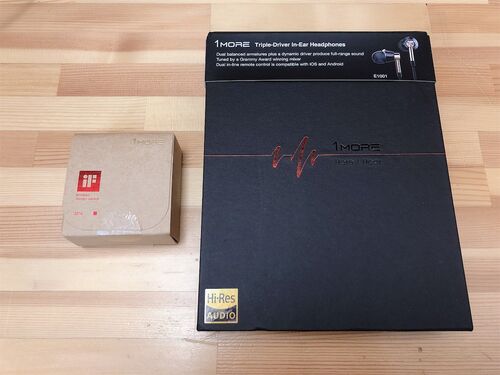 1MORE Triple-Driver In-Ear Headphones
Dual balanced armatures plus a dynamic driver produce full-range sound
Tuned by a Grammy Award winning mixer
Dual in-line remote control is compatible with iOS and Android
E1001
1MORE
1MORE
iF
Hi-Res
AUDIO